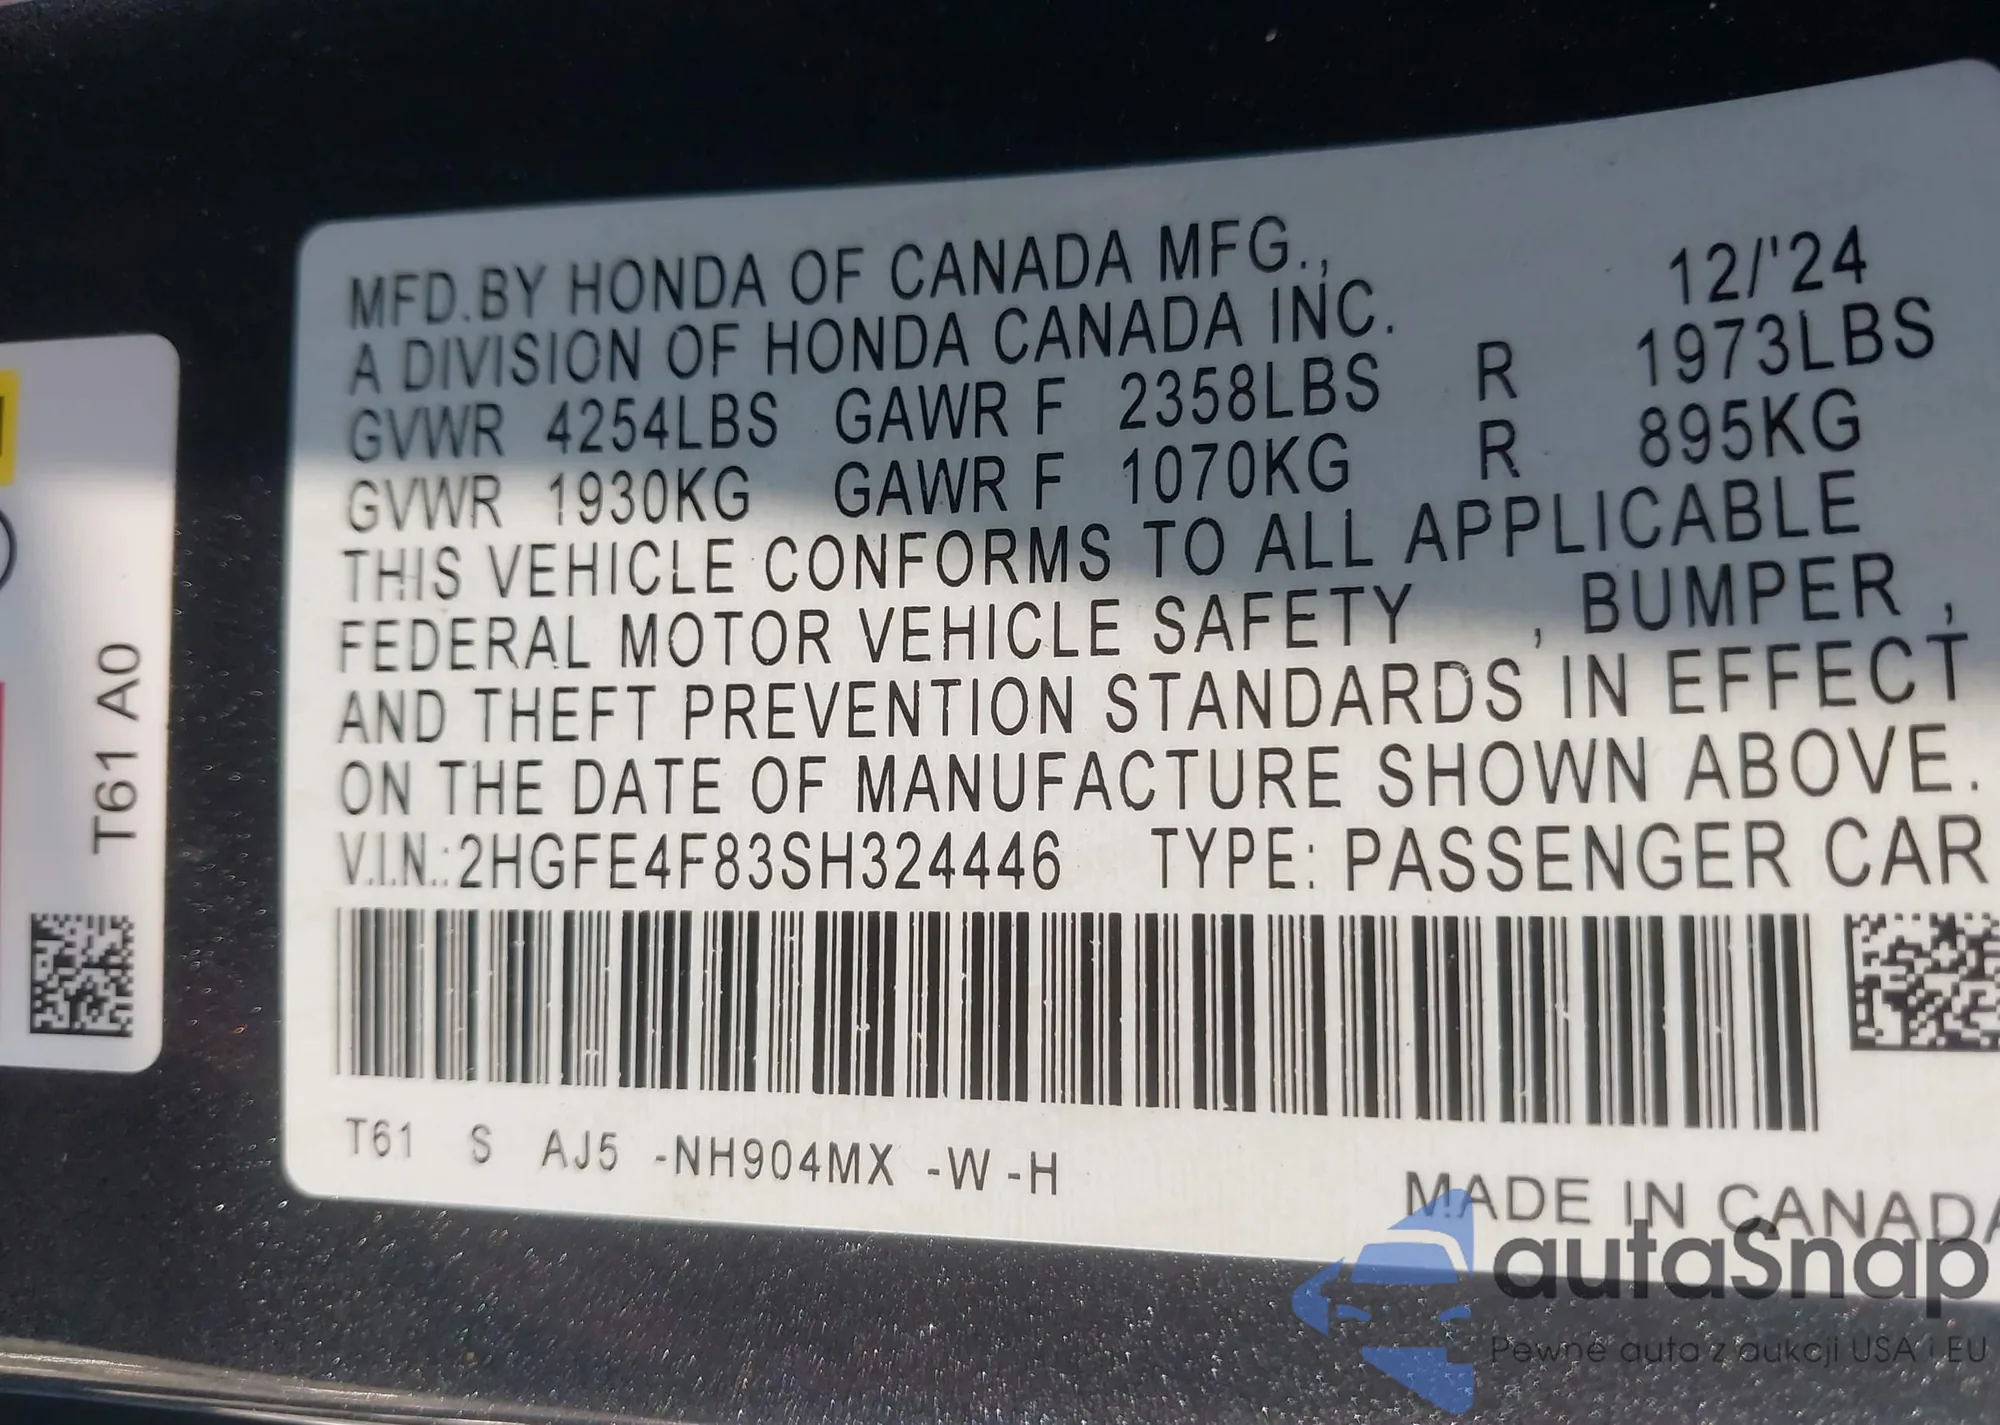 MFD.BY HONDA OF CANADA MFG.,
12/'24
A DIVISION OF HONDA CANADA INC.
GVWR 4254LBS GAWR F 2358LBS R 1973LBS
GVWR 1930KG GAWR F 1070KG R 895KG
THIS VEHICLE CONFORMS TO ALL APPLICABLE
FEDERAL MOTOR VEHICLE SAFETY , BUMPER ,
AND THEFT PREVENTION STANDARDS IN EFFECT
ON THE DATE OF MANUFACTURE SHOWN ABOVE.
V.I.N.:2HGFE4F83SH324446 TYPE: PASSENGER CAR
T61 S AJ5 -NH904MX -W -H
MADE IN CANADA
T61 A0
autaSnap
Pewne auta z aukcji USA i EU